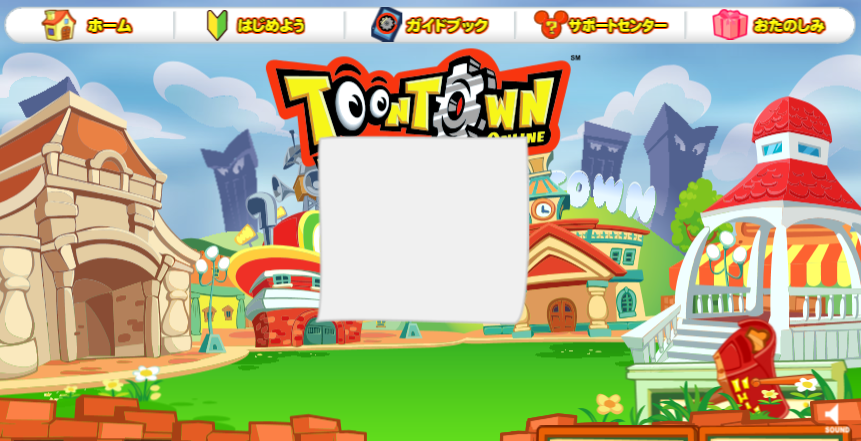 ホーム
はじめよう
ガイドブック
サポートセンター
おたのしみ
TOONTOWN
SM
ONLINE
TOWN
SOUND